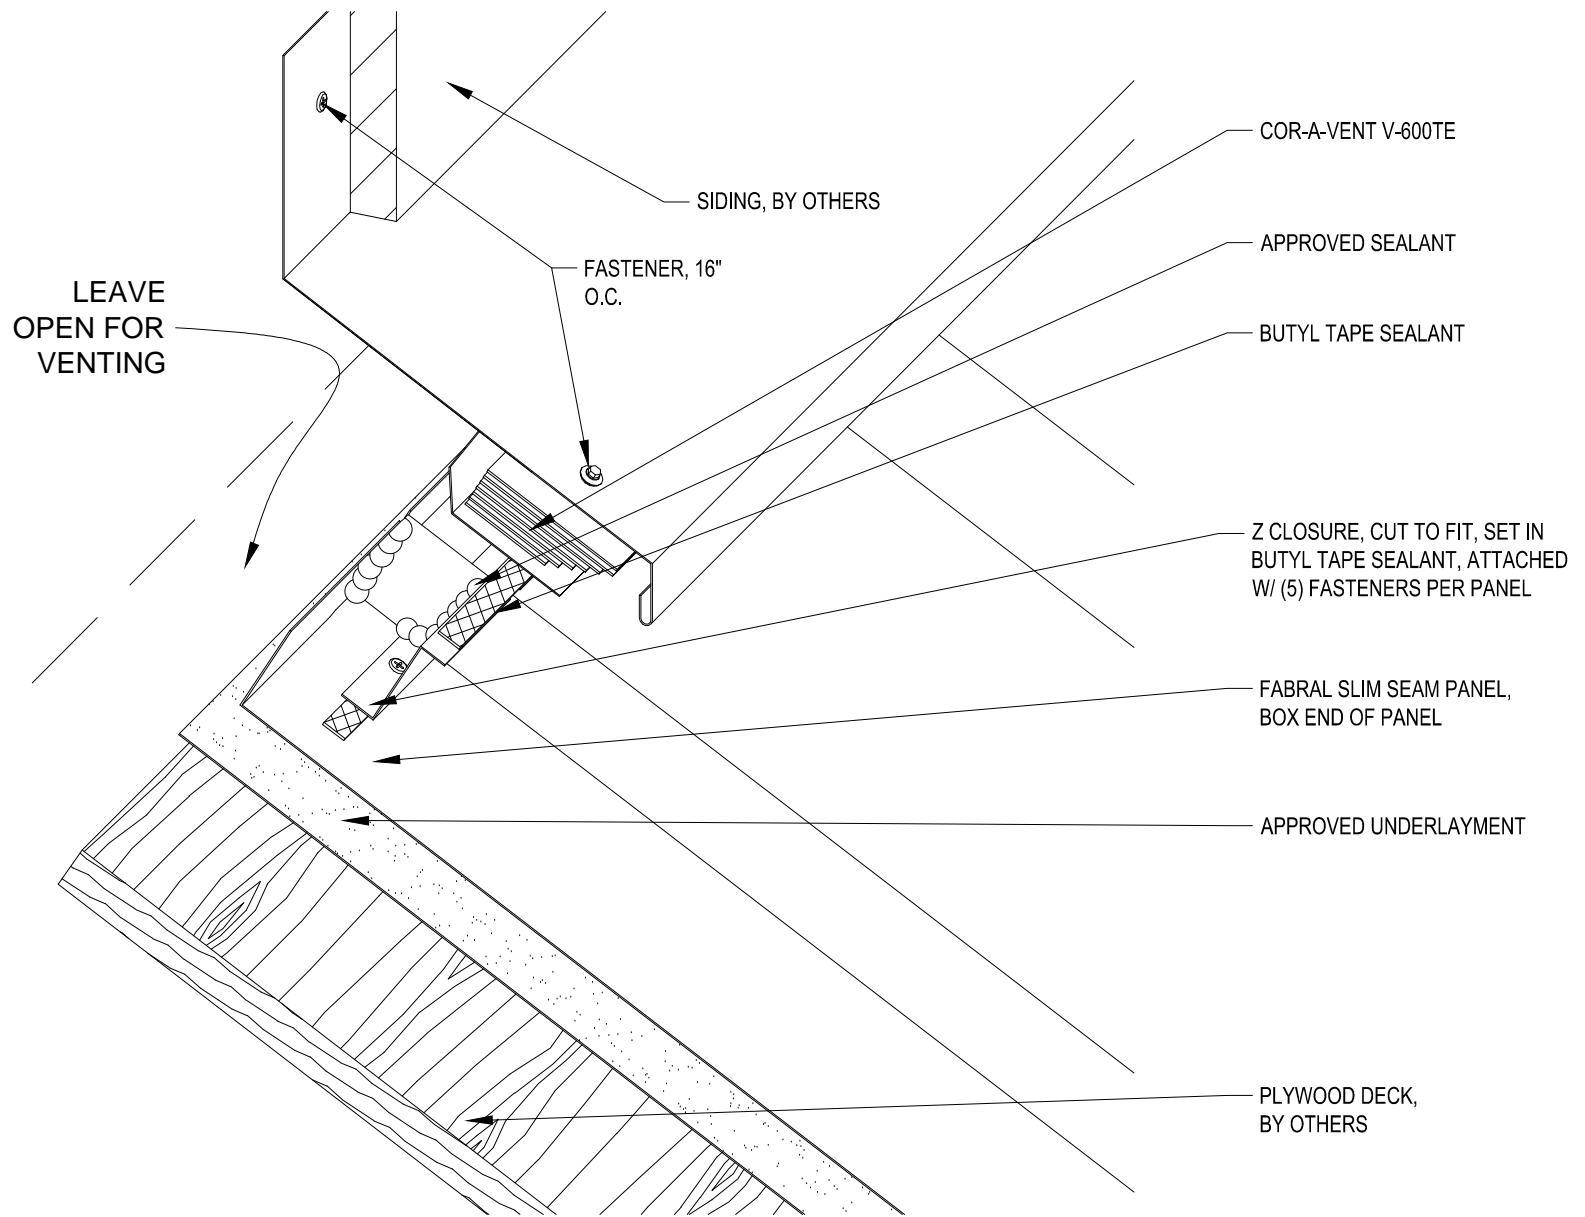 COR-A-VENT V-600TE
SIDING, BY OTHERS
APPROVED SEALANT
FASTENER, 16"
O.C.
LEAVE
OPEN FOR
VENTING
BUTYL TAPE SEALANT
Z CLOSURE, CUT TO FIT, SET IN
BUTYL TAPE SEALANT, ATTACHED
W/ (5) FASTENERS PER PANEL
FABRAL SLIM SEAM PANEL,
BOX END OF PANEL
APPROVED UNDERLAYMENT
PLYWOOD DECK,
BY OTHERS